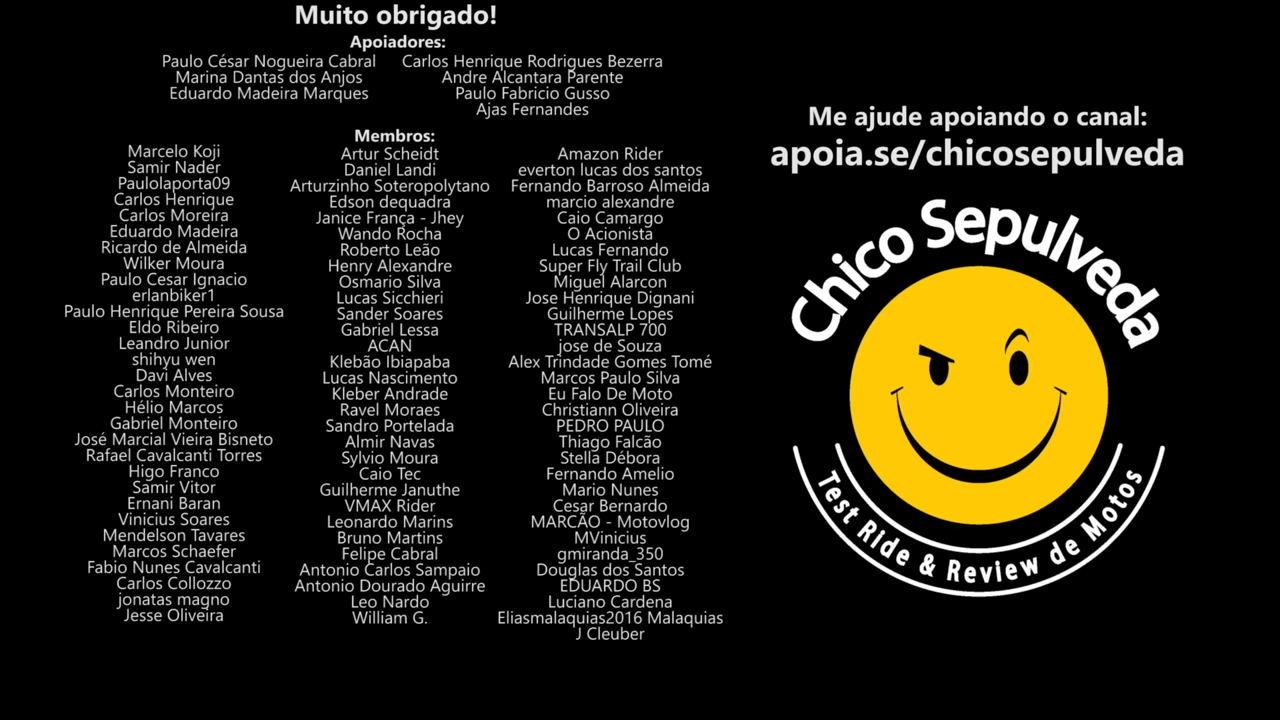 Muito obrigado!
Apoiadores:
Paulo César Nogueira Cabral
Marina Dantas dos Anjos
Eduardo Madeira Marques
Carlos Henrique Rodrigues Bezerra
Andre Alcantara Parente
Paulo Fabricio Gusso
Ajas Fernandes
Membros:
Marcelo Koji
Samir Nader
Paulolaporta09
Carlos Henrique
Carlos Moreira
Eduardo Madeira
Ricardo de Almeida
Wilker Moura
Paulo Cesar Ignacio
erlanbiker1
Paulo Henrique Pereira Sousa
Eldo Ribeiro
Leandro Junior
shihyu wen
Davi Alves
Carlos Monteiro
Hélio Marcos
Gabriel Monteiro
José Marcial Vieira Bisneto
Rafael Cavalcanti Torres
Higo Franco
Samir Vitor
Ernani Baran
Vinicius Soares
Mendelson Tavares
Marcos Schaefer
Fabio Nunes Cavalcanti
Carlos Collozzo
jonatas magno
Jesse Oliveira
Artur Scheidt
Daniel Landi
Arturzinho Soteropolytano
Edson dequadra
Janice França - Jhey
Wando Rocha
Roberto Leão
Henry Alexandre
Osmario Silva
Lucas Sicchieri
Sander Soares
Gabriel Lessa
ACAN
Klebão Ibiapaba
Lucas Nascimento
Kleber Andrade
Ravel Moraes
Sandro Portelada
Almir Navas
Sylvio Moura
Caio Tec
Guilherme Januthe
VMAX Rider
Leonardo Marins
Bruno Martins
Felipe Cabral
Antonio Carlos Sampaio
Antonio Dourado Aguirre
Leo Nardo
William G.
Amazon Rider
everton lucas dos santos
Fernando Barroso Almeida
marcio alexandre
Caio Camargo
O Acionista
Lucas Fernando
Super Fly Trail Club
Miguel Alarcon
Jose Henrique Dignani
Guilherme Lopes
TRANSALP 700
jose de Souza
Alex Trindade Gomes Tomé
Marcos Paulo Silva
Eu Falo De Moto
Christiann Oliveira
PEDRO PAULO
Thiago Falcão
Stella Débora
Fernando Amelio
Mario Nunes
Cesar Bernardo
MARCÃO - Motovlog
MVinicius
gmiranda_350
Douglas dos Santos
EDUARDO BS
Luciano Cardena
Eliasmalaquias2016 Malaquias
J Cleuber
Me ajude apoiando o canal:
apoia.se/chicosepulveda
Chico Sepulveda
Test Ride & Review de Motos